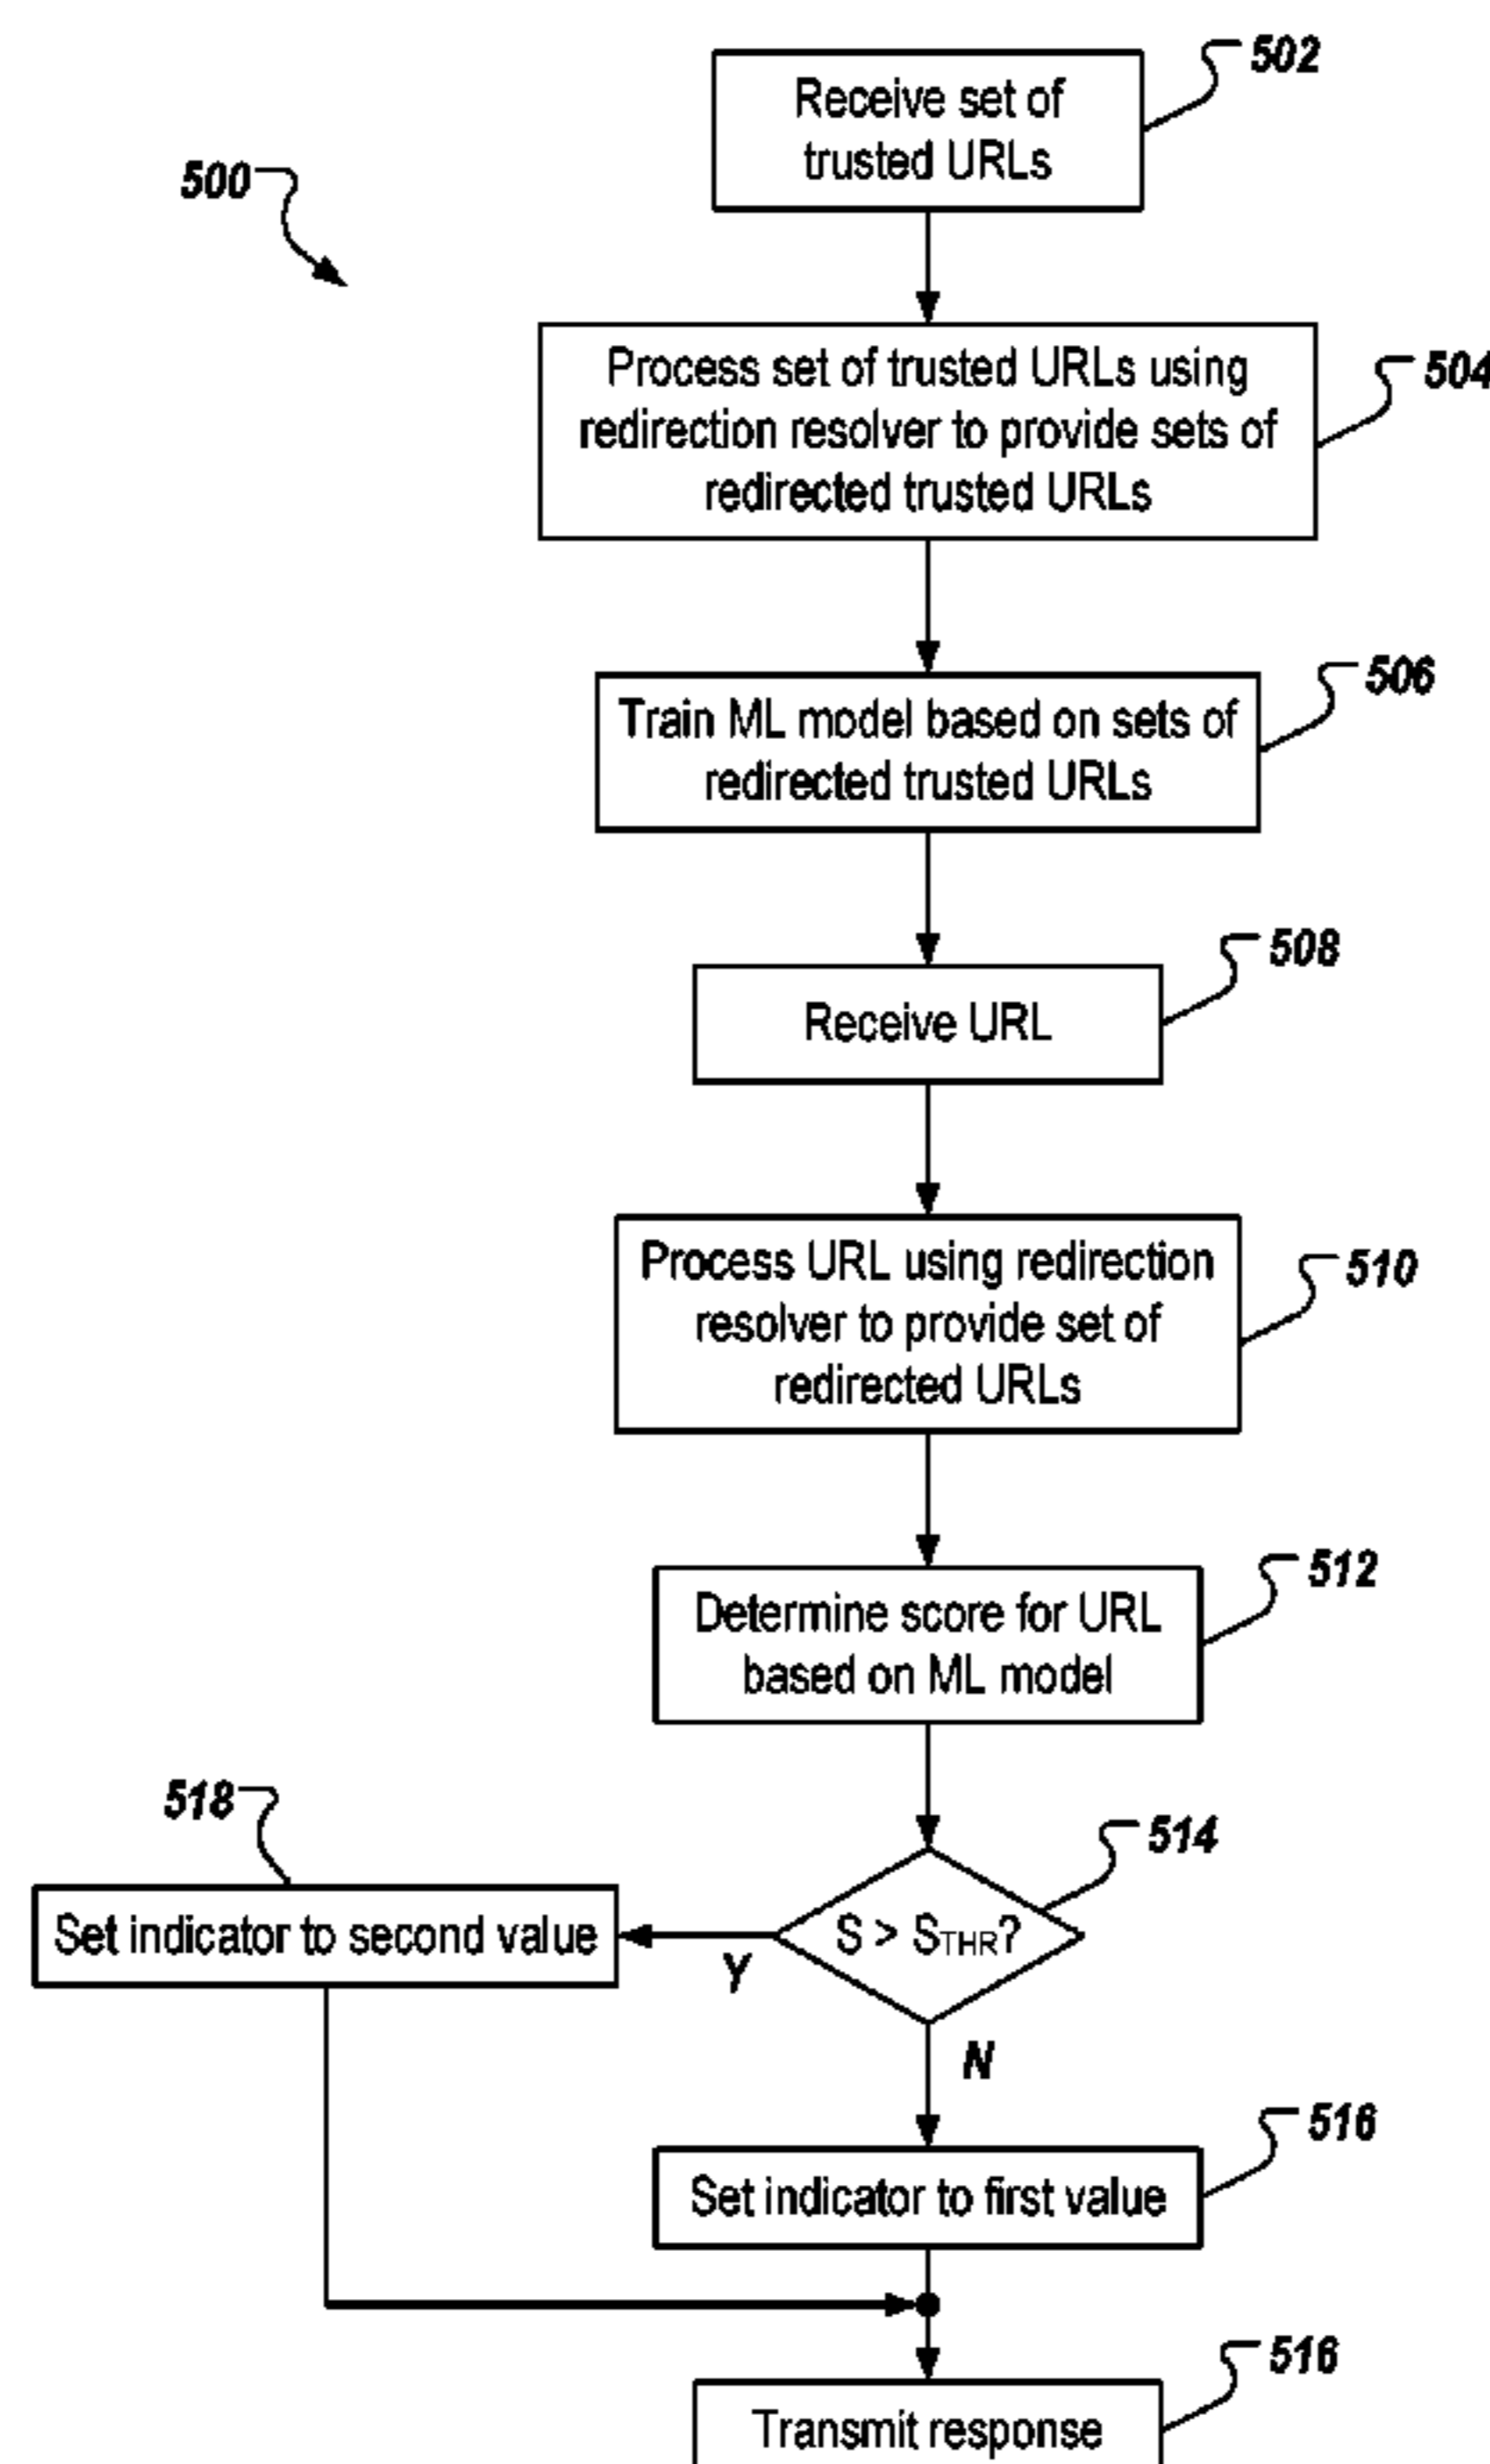 502
Receive set of
trusted URLs
500
504
Process set of trusted URLs using
redirection resolver to provide sets of
redirected trusted URLs
506
Train ML model based on sets of
redirected trusted URLs
508
Receive URL
510
Process URL using redirection
resolver to provide set of
redirected URLs
512
Determine score for URL
based on ML model
518
514
Set indicator to second value
S > STHR?
Y
N
516
Set indicator to first value
516
Transmit response